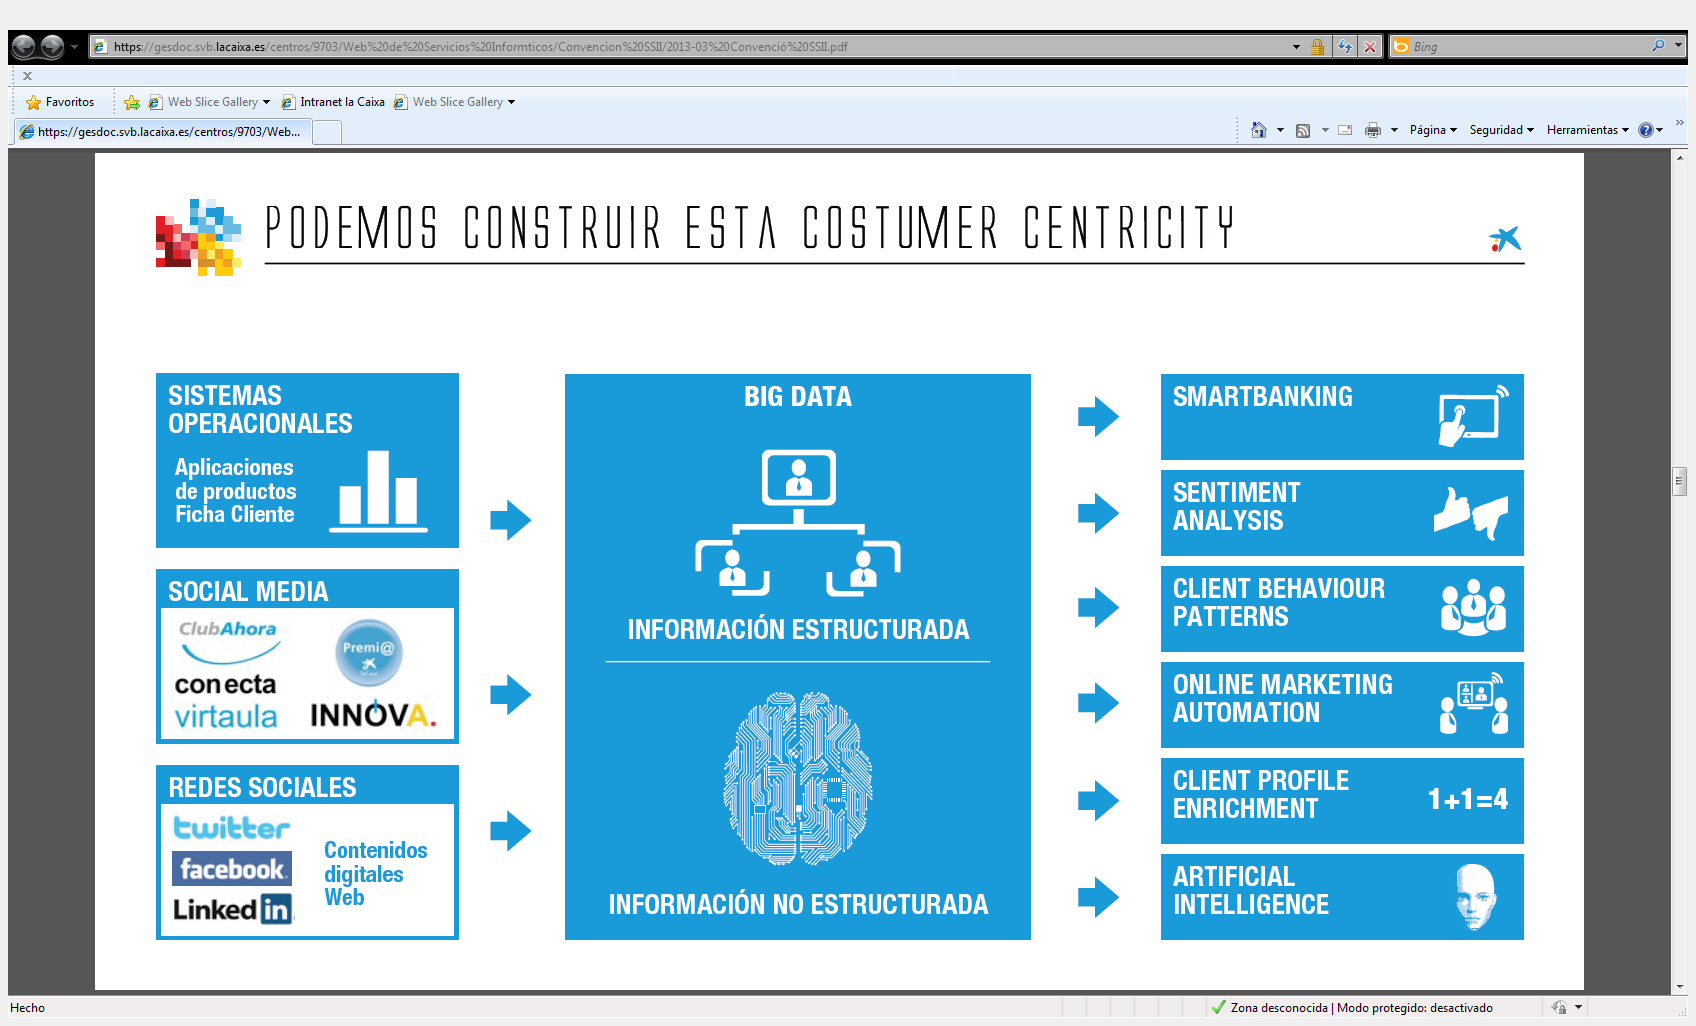 https://gesdoc.svb.lacaixa.es/centros/9703/Web%20de%20Servicios%20Informticos/Convencion%20SSII/2013-03%20Convenció%20SSII.pdf
Bing
x
Favoritos
Web Slice Gallery
Intranet la Caixa
Web Slice Gallery
https://gesdoc.svb.lacaixa.es/centros/9703/Web...
Página
Seguridad
Herramientas
PODEMOS CONSTRUIR ESTA COSTUMER CENTRICITY
SISTEMAS
OPERACIONALES
Aplicaciones
de productos
Ficha Cliente
SOCIAL MEDIA
ClubAhora
Premi@
conecta
virtaula
INNOVA.
REDES SOCIALES
twitter
facebook
Linked in
Contenidos
digitales
Web
BIG DATA
INFORMACIÓN ESTRUCTURADA
INFORMACIÓN NO ESTRUCTURADA
SMARTBANKING
SENTIMENT
ANALYSIS
CLIENT BEHAVIOUR
PATTERNS
ONLINE MARKETING
AUTOMATION
CLIENT PROFILE
ENRICHMENT
1+1=4
ARTIFICIAL
INTELLIGENCE
Hecho
Zona desconocida | Modo protegido: desactivado